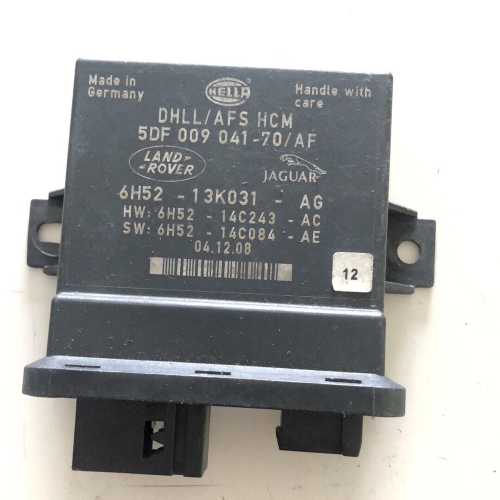 Made in
Germany
HELLA
Handle with
care
DHLL/AFS HCM
5DF 009 041-70/AF
LAND-
ROVER
JAGUAR
6H52 - 13K031 - AG
HW: 6H52 - 14C243 - AC
SW: 6H52 - 14C084 - AE
04.12.08
12